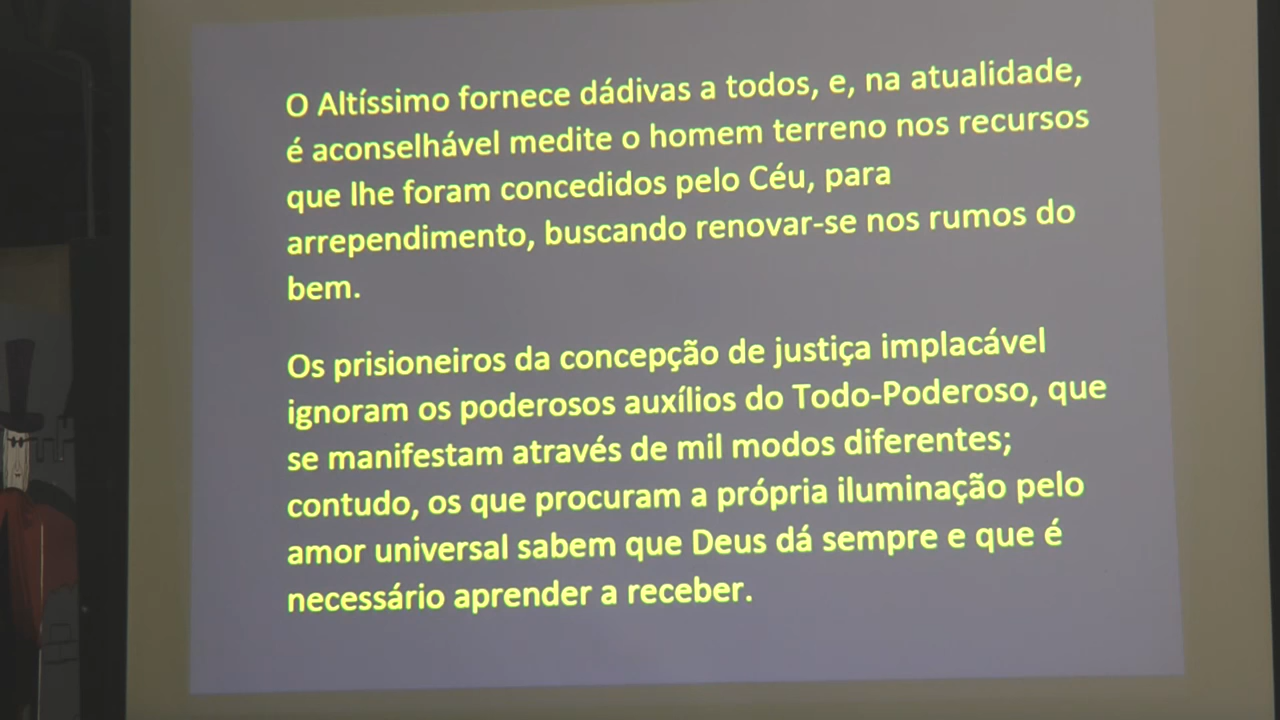 O Altíssimo fornece dádivas a todos, e, na atualidade,
é aconselhável medite o homem terreno nos recursos
que lhe foram concedidos pelo Céu, para
arrependimento, buscando renovar-se nos rumos do
bem.
Os prisioneiros da concepção de justiça implacável
ignoram os poderosos auxílios do Todo-Poderoso, que
se manifestam através de mil modos diferentes;
contudo, os que procuram a própria iluminação pelo
amor universal sabem que Deus dá sempre e que é
necessário aprender a receber.